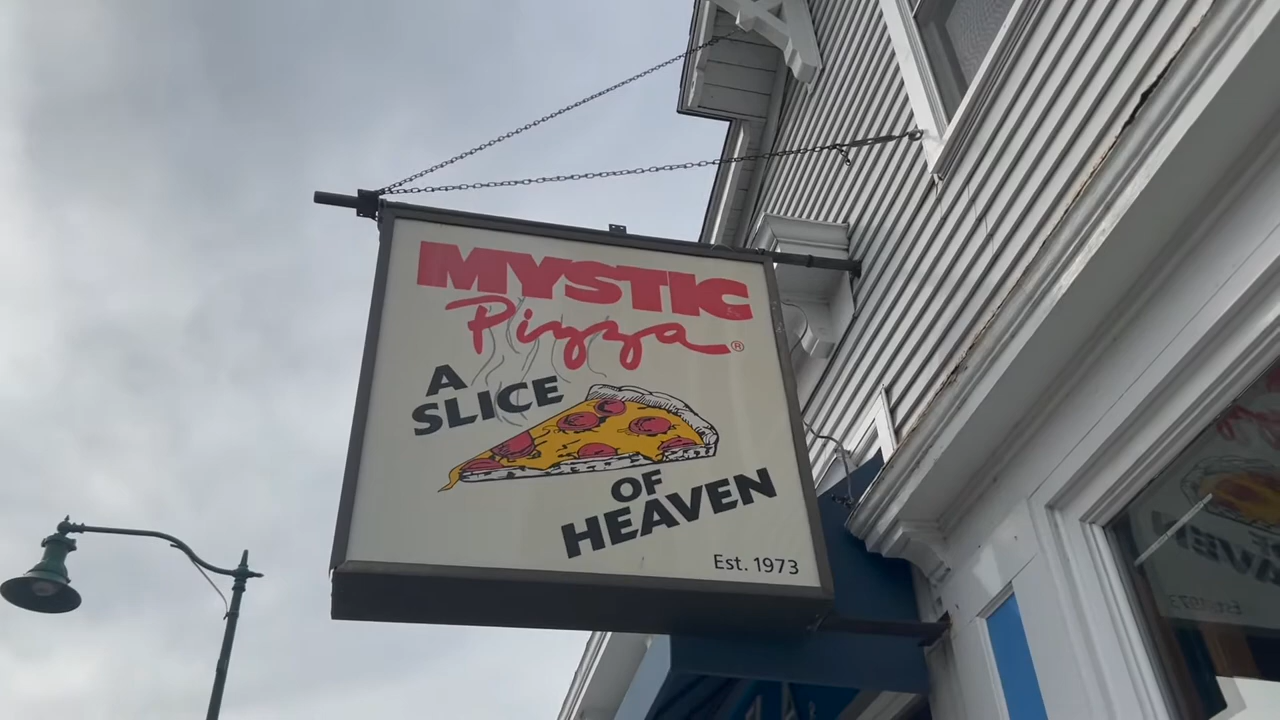 MYSTIC
Pizza®
A
SLICE
OF
HEAVEN
Est. 1973